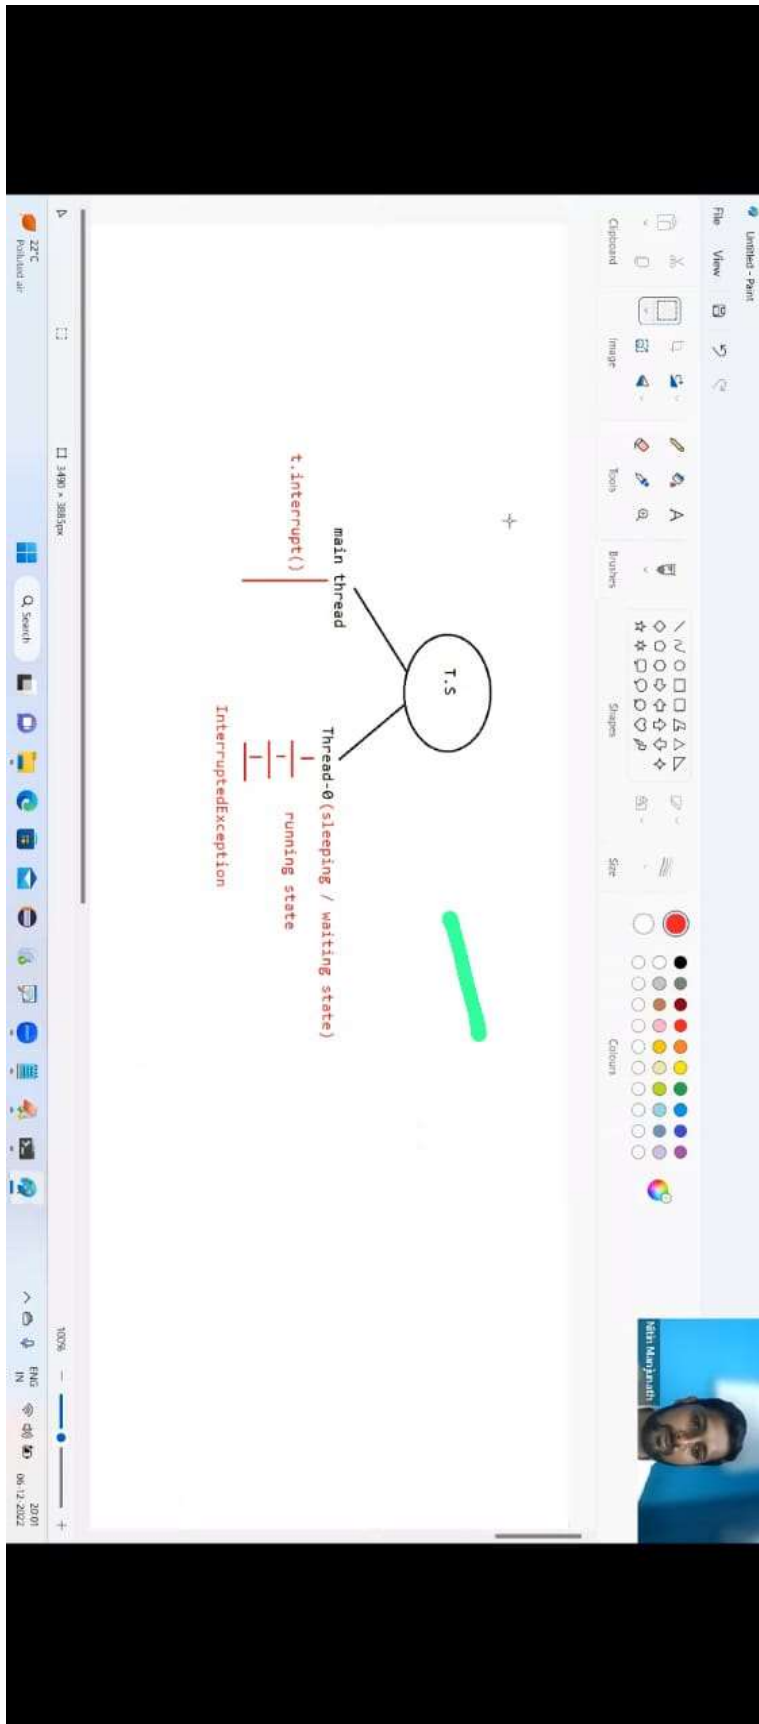 Untitled - Paint
File View
Clipboard
Image
Tools
Brushes
Shapes
Size
Colours
Nitin Manjunath
T.S
main thread
Thread-0(sleeping / waiting state)
t.interrupt()
running state
InterruptedException
3490 × 3885px
100%
22°C
Polluted air
Search
ENG
IN
20:01
06-12-2022